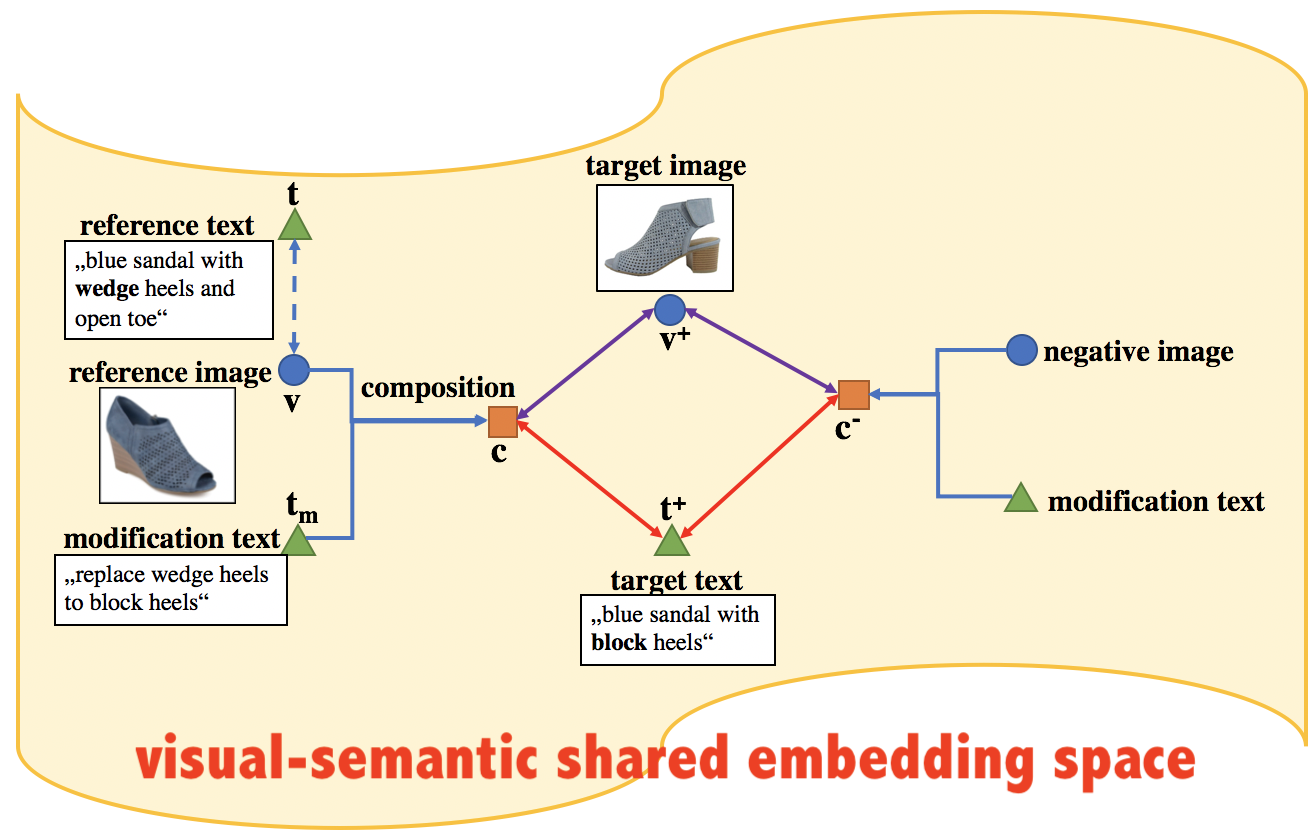 target image
t
reference text
„blue sandal with
wedge heels and
open toe“
v⁺
reference image
v
composition
c
c⁻
negative image
tₘ
modification text
„replace wedge heels
to block heels“
t⁺
target text
„blue sandal with
block heels“
modification text
visual-semantic shared embedding space